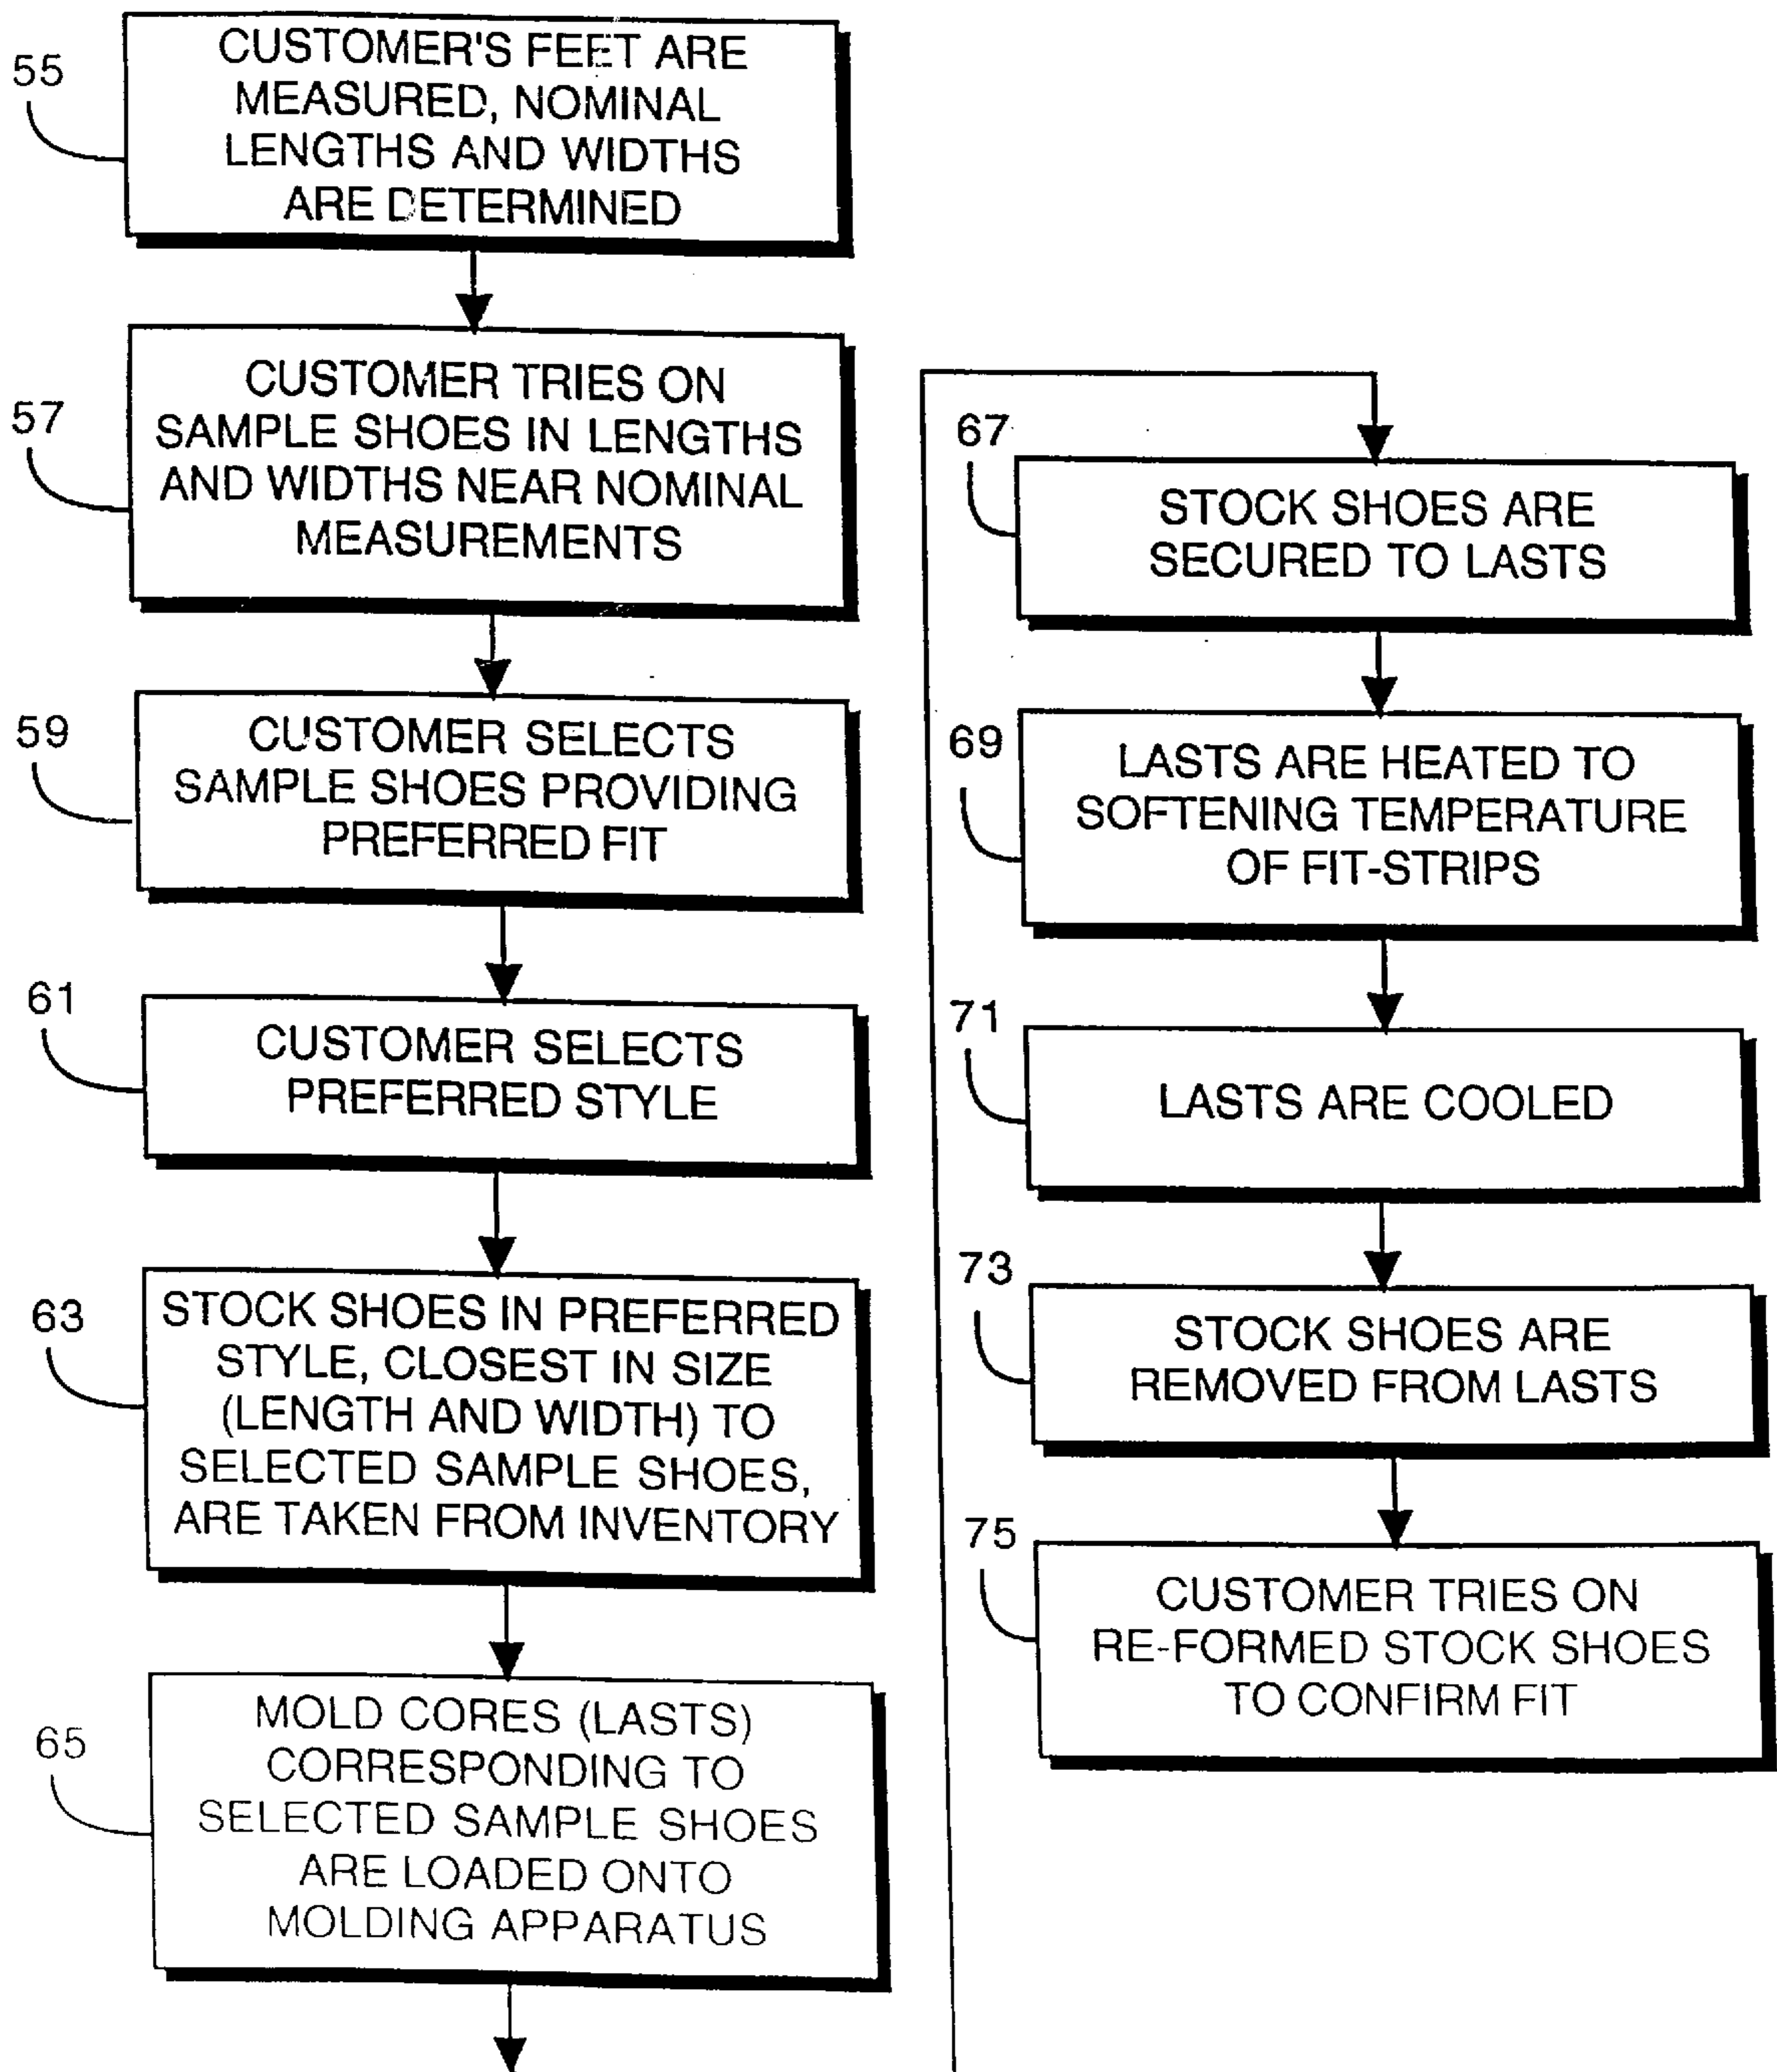 55
CUSTOMER'S FEET ARE
MEASURED, NOMINAL
LENGTHS AND WIDTHS
ARE DETERMINED
57
CUSTOMER TRIES ON
SAMPLE SHOES IN LENGTHS
AND WIDTHS NEAR NOMINAL
MEASUREMENTS
59
CUSTOMER SELECTS
SAMPLE SHOES PROVIDING
PREFERRED FIT
61
CUSTOMER SELECTS
PREFERRED STYLE
63
STOCK SHOES IN PREFERRED
STYLE, CLOSEST IN SIZE
(LENGTH AND WIDTH) TO
SELECTED SAMPLE SHOES,
ARE TAKEN FROM INVENTORY
65
MOLD CORES (LASTS)
CORRESPONDING TO
SELECTED SAMPLE SHOES
ARE LOADED ONTO
MOLDING APPARATUS
67
STOCK SHOES ARE
SECURED TO LASTS
69
LASTS ARE HEATED TO
SOFTENING TEMPERATURE
OF FIT-STRIPS
71
LASTS ARE COOLED
73
STOCK SHOES ARE
REMOVED FROM LASTS
75
CUSTOMER TRIES ON
RE-FORMED STOCK SHOES
TO CONFIRM FIT